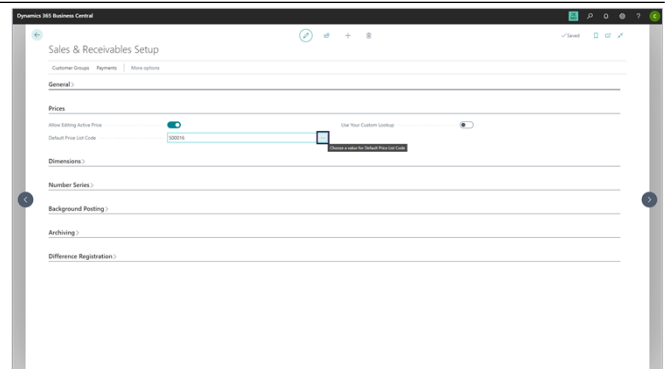 Dynamics 365 Business Central
?
C
✓Saved
Sales & Receivables Setup
Customer Groups Payments | More options
General >
Prices
Allow Editing Active Price
Use Your Custom Lookup
Default Price List Code
S00016
Choose a value for Default Price List Code
Dimensions >
Number Series >
Background Posting >
Archiving >
Difference Registration >